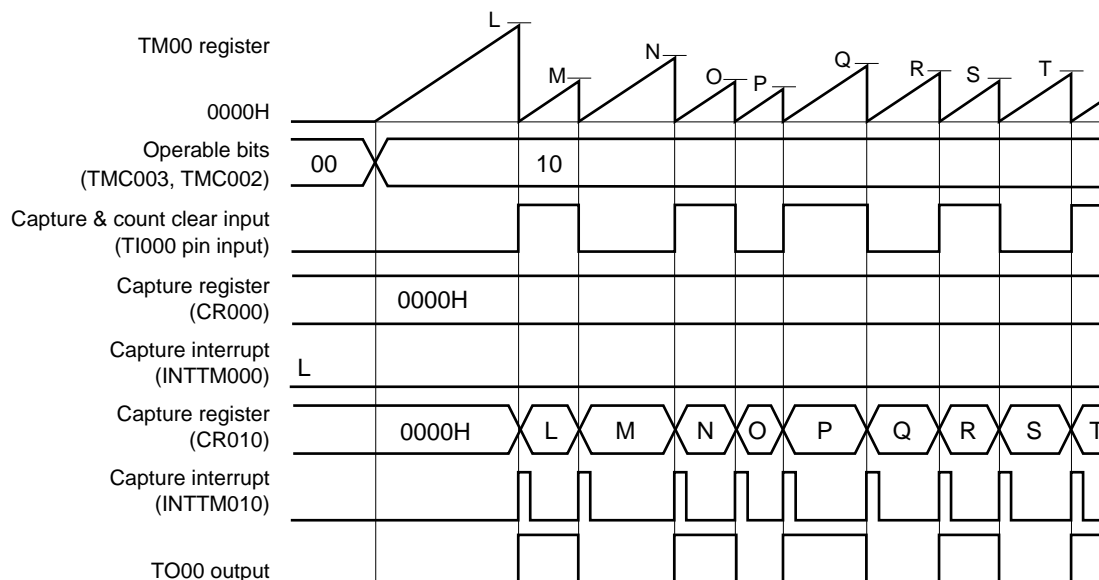 L
TM00 register
N
M
O
P
Q
R
S
T
0000H
Operable bits
(TMC003, TMC002)
00
10
Capture & count clear input
(TI000 pin input)
Capture register
(CR000)
0000H
Capture interrupt
(INTTM000)
L
Capture register
(CR010)
0000H
L
M
N
O
P
Q
R
S
T
Capture interrupt
(INTTM010)
TO00 output